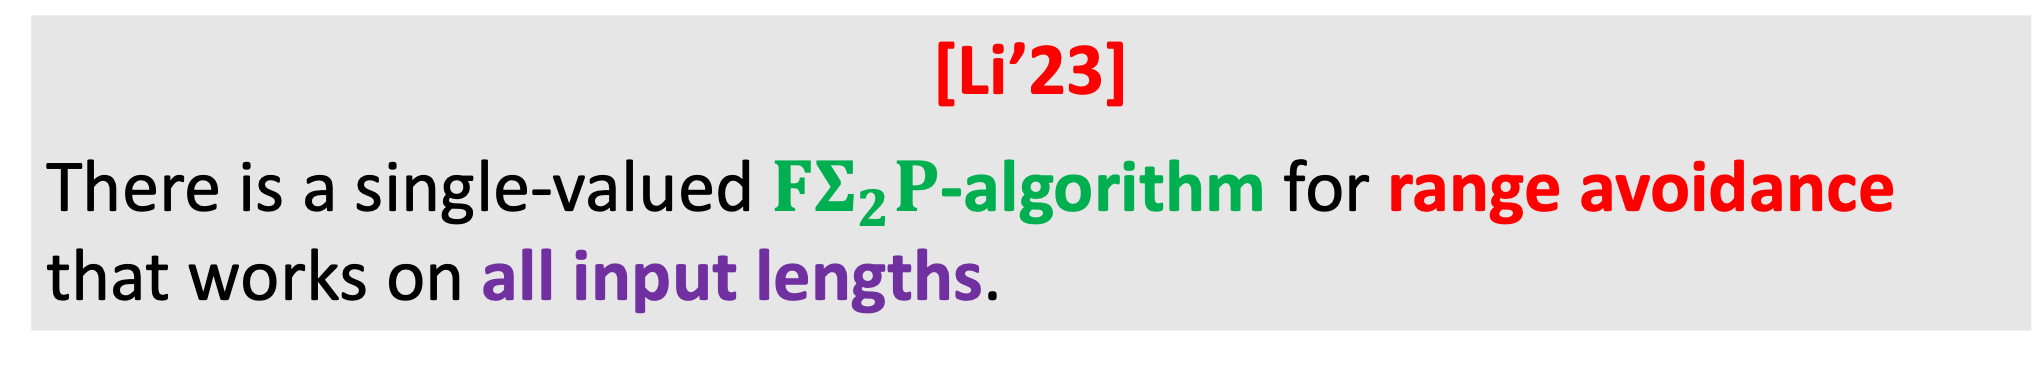 [Li’23]
There is a single-valued FΣ₂P-algorithm for range avoidance
that works on all input lengths.